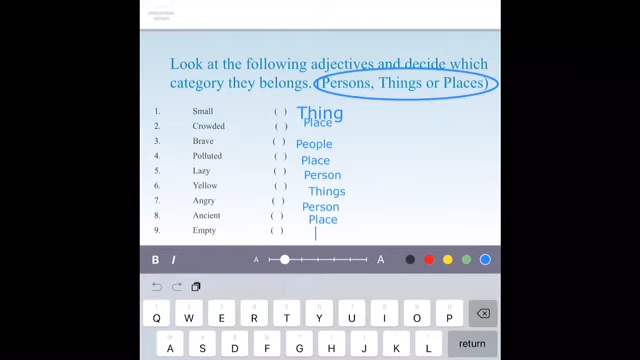 Look at the following adjectives and decide which
category they belongs. (Persons, Things or Places)
1. Small ( ) Thing
2. Crowded ( ) Place
3. Brave ( ) People
4. Polluted ( ) Place
5. Lazy ( ) Person
6. Yellow ( ) Things
7. Angry ( ) Person
8. Ancient ( ) Place
9. Empty ( )
B I A A
Q W E R T Y U I O P
A S D F G H J K L return